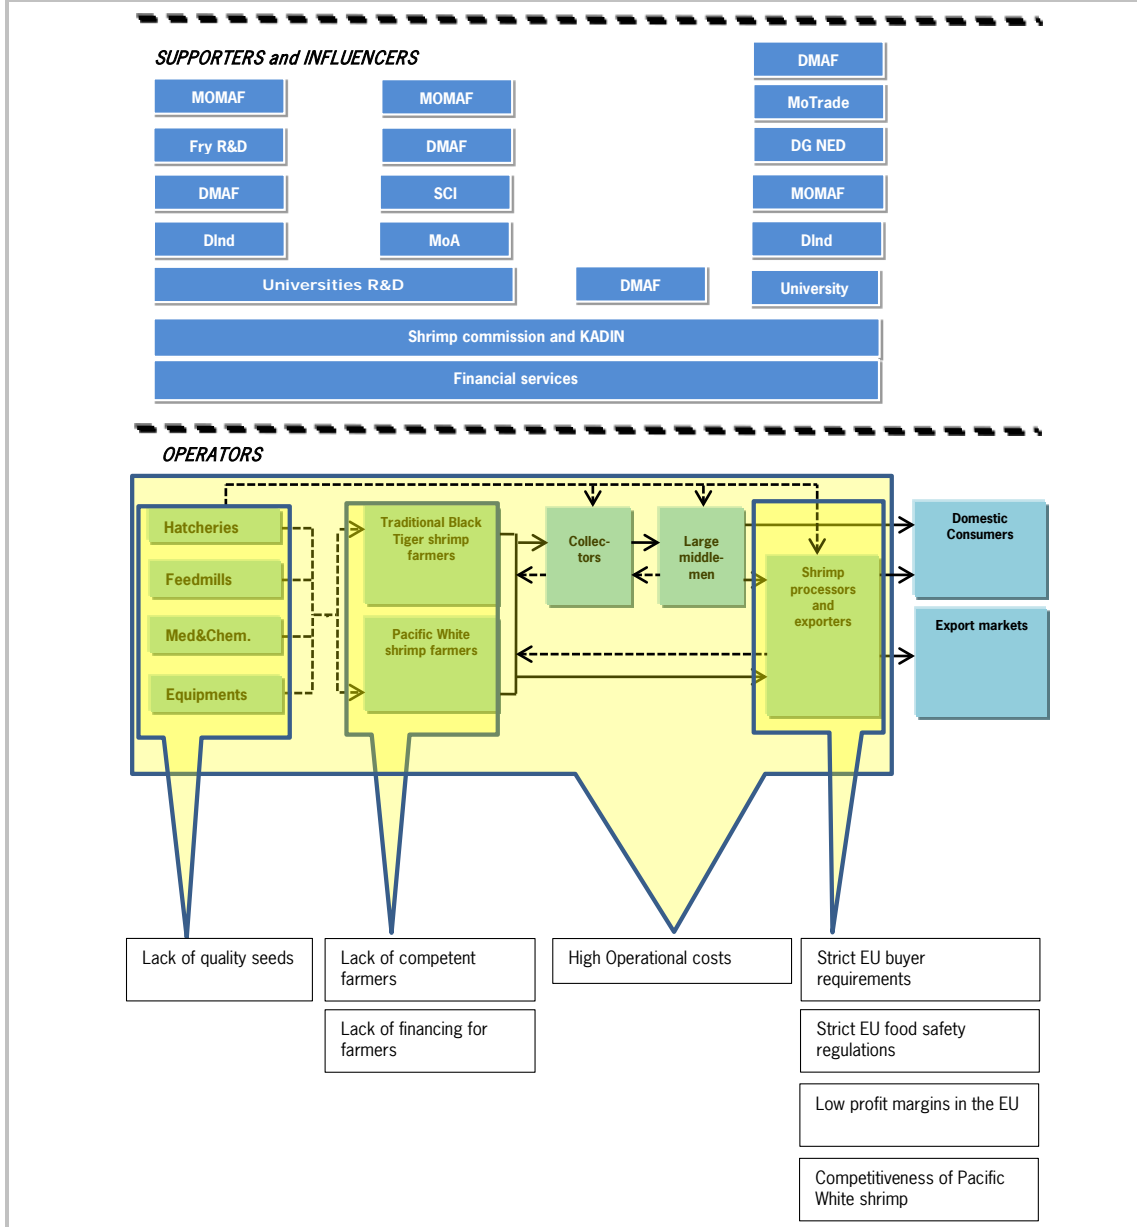 SUPPORTERS and INFLUENCERS
MOMAF
Fry R&D
DMAF
DInd
MOMAF
DMAF
SCI
MoA
Universities R&D
DMAF
DMAF
MoTrade
DG NED
MOMAF
DInd
University
Shrimp commission and KADIN
Financial services
OPERATORS
Hatcheries
Feedmills
Med&Chem.
Equipments
Traditional Black
Tiger shrimp
farmers
Pacific White
shrimp farmers
Collec-
tors
Large
middle-
men
Shrimp
processors
and
exporters
Domestic
Consumers
Export markets
Lack of quality seeds
Lack of competent
farmers
Lack of financing for
farmers
High Operational costs
Strict EU buyer
requirements
Strict EU food safety
regulations
Low profit margins in the EU
Competitiveness of Pacific
White shrimp